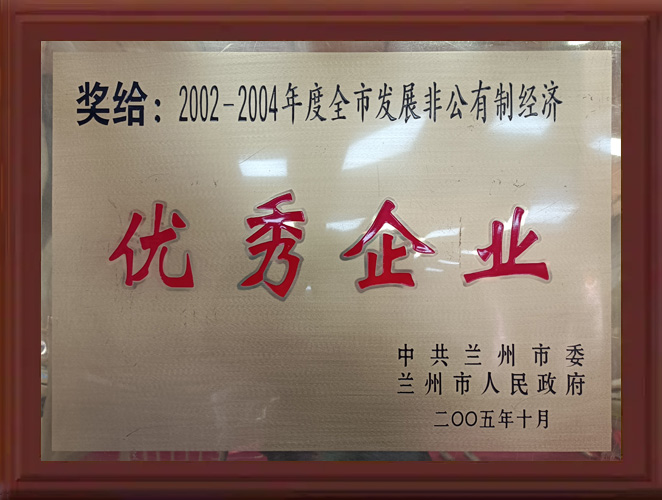 奖给：2002-2004年度全市发展非公有制经济
优秀企业
中共兰州市委
兰州市人民政府
二〇〇五年十月